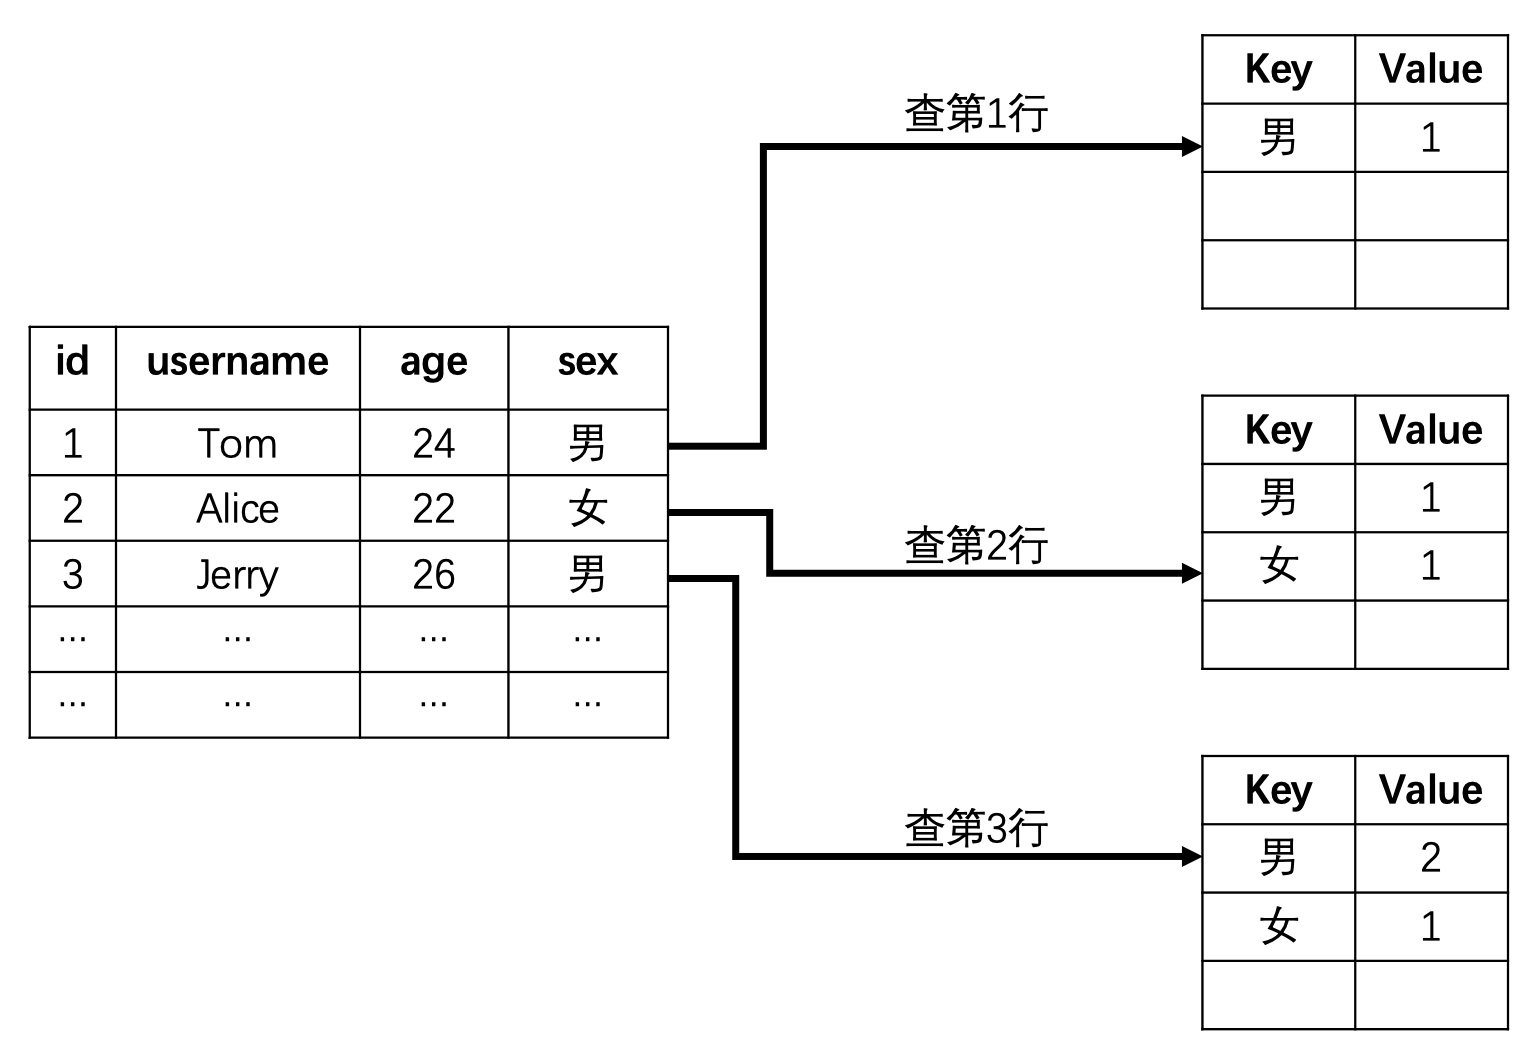 id username age sex
1 Tom 24 男
2 Alice 22 女
3 Jerry 26 男
... ... ... ...
... ... ... ...
查第1行
Key Value
男 1
查第2行
Key Value
男 1
女 1
查第3行
Key Value
男 2
女 1